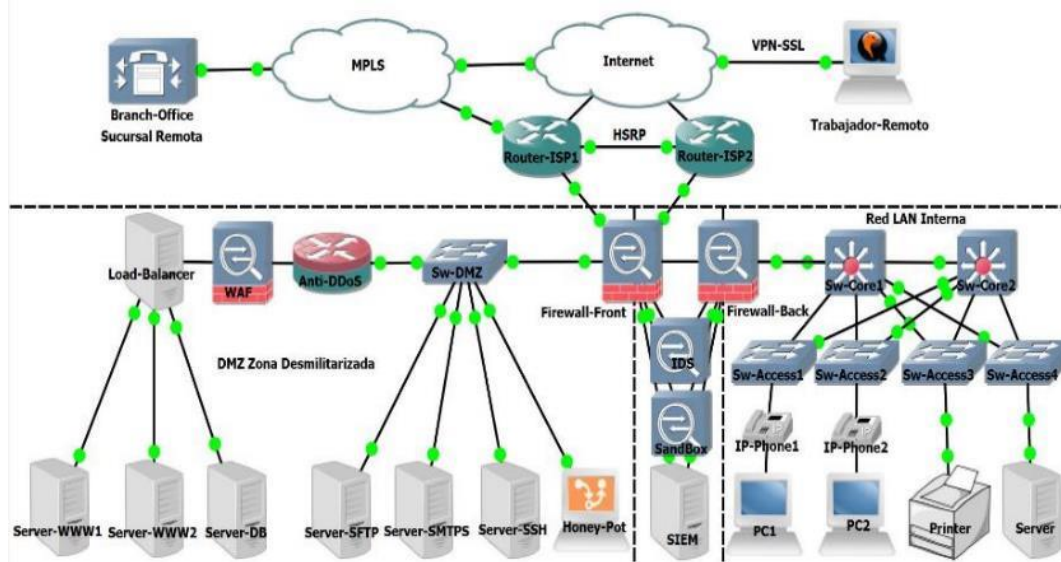 MPLS
Internet
VPN-SSL
Branch-Office
Sucursal Remota
Trabajador-Remoto
HSRP
Router-ISP1
Router-ISP2
Red LAN Interna
Load-Balancer
WAF
Anti-DDoS
Sw-DMZ
Firewall-Front
Firewall-Back
Sw-Core1
Sw-Core2
DMZ Zona Desmilitarizada
IDS
SandBox
Sw-Access1
Sw-Access2
Sw-Access3
Sw-Access4
IP-Phone1
IP-Phone2
Server-WWW1
Server-WWW2
Server-DB
Server-SFTP
Server-SMTPS
Server-SSH
Honey-Pot
SIEM
PC1
PC2
Printer
Server